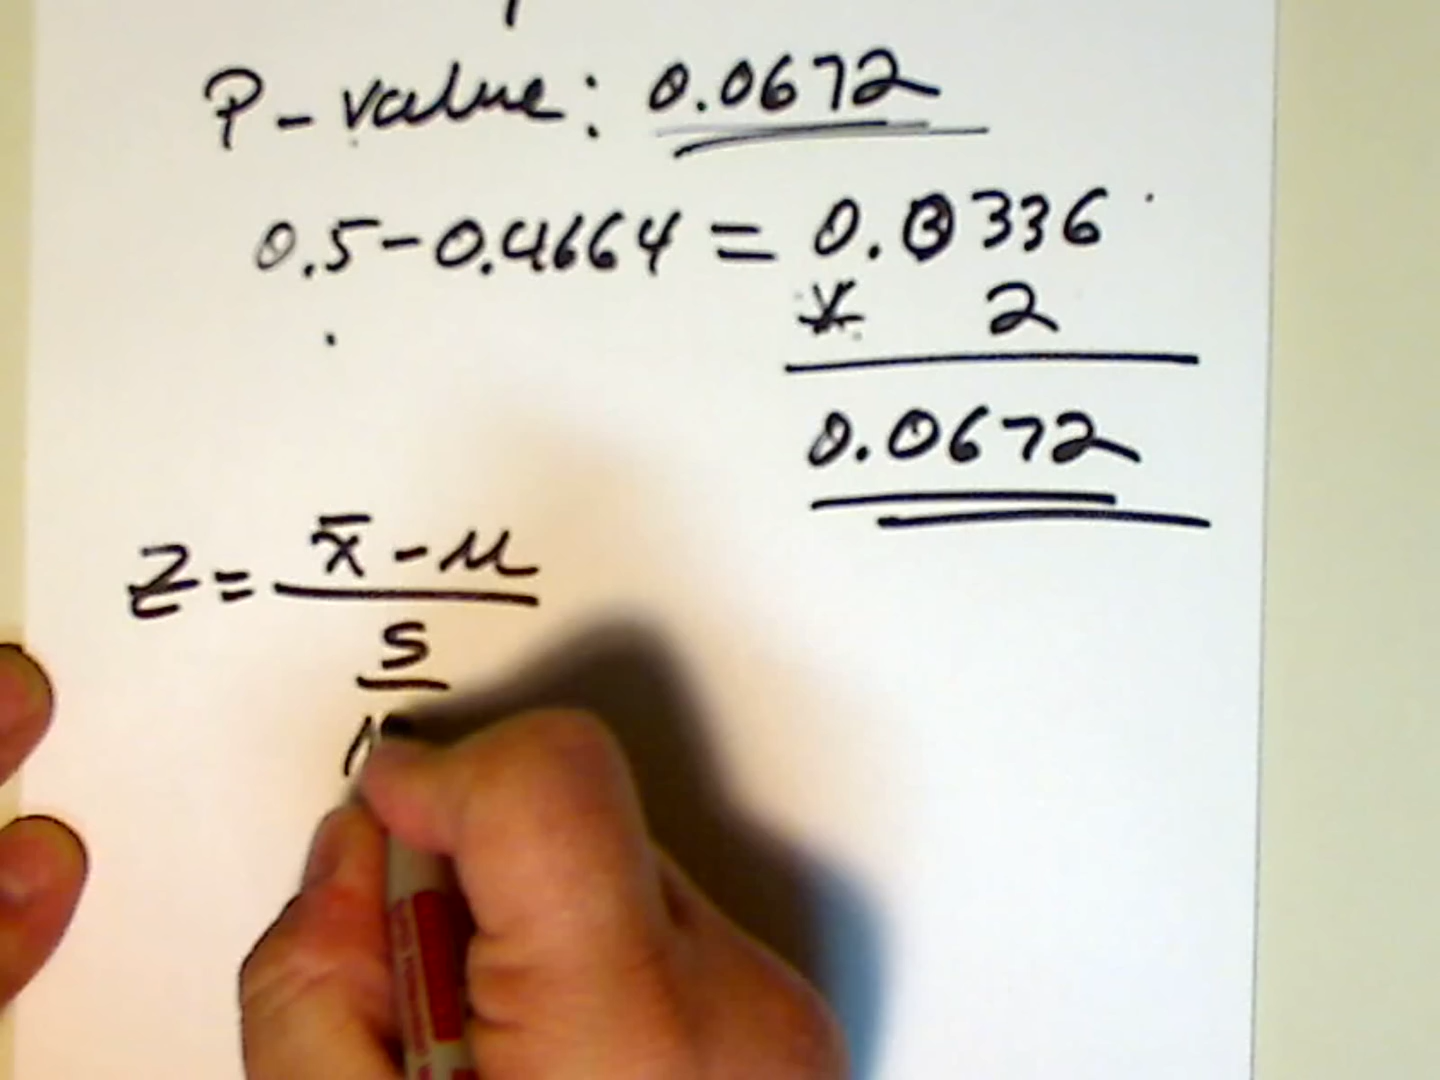 P-value: 0.0672
0.5-0.4664 = 0.0336
x 2
0.0672
z = x̄ - μ
s